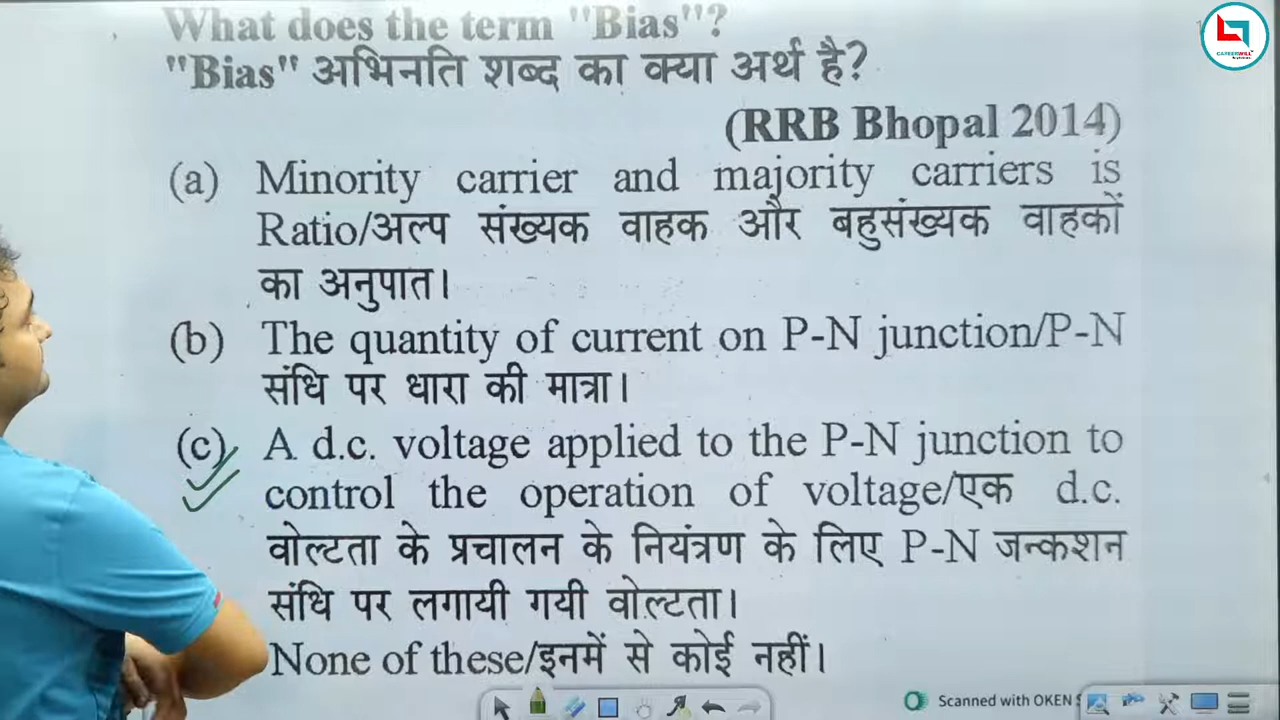 What does the term "Bias"?
"Bias" अभिनति शब्द का क्या अर्थ है?
(RRB Bhopal 2014)
(a) Minority carrier and majority carriers is
Ratio/अल्प संख्यक वाहक और बहुसंख्यक वाहकों
का अनुपात।
(b) The quantity of current on P-N junction/P-N
संधि पर धारा की मात्रा।
(c) A d.c. voltage applied to the P-N junction to
control the operation of voltage/एक d.c.
वोल्टता के प्रचालन के नियंत्रण के लिए P-N जन्कशन
संधि पर लगायी गयी वोल्टता।
None of these/इनमें से कोई नहीं।
Scanned with OKEN S
CAREERWILL